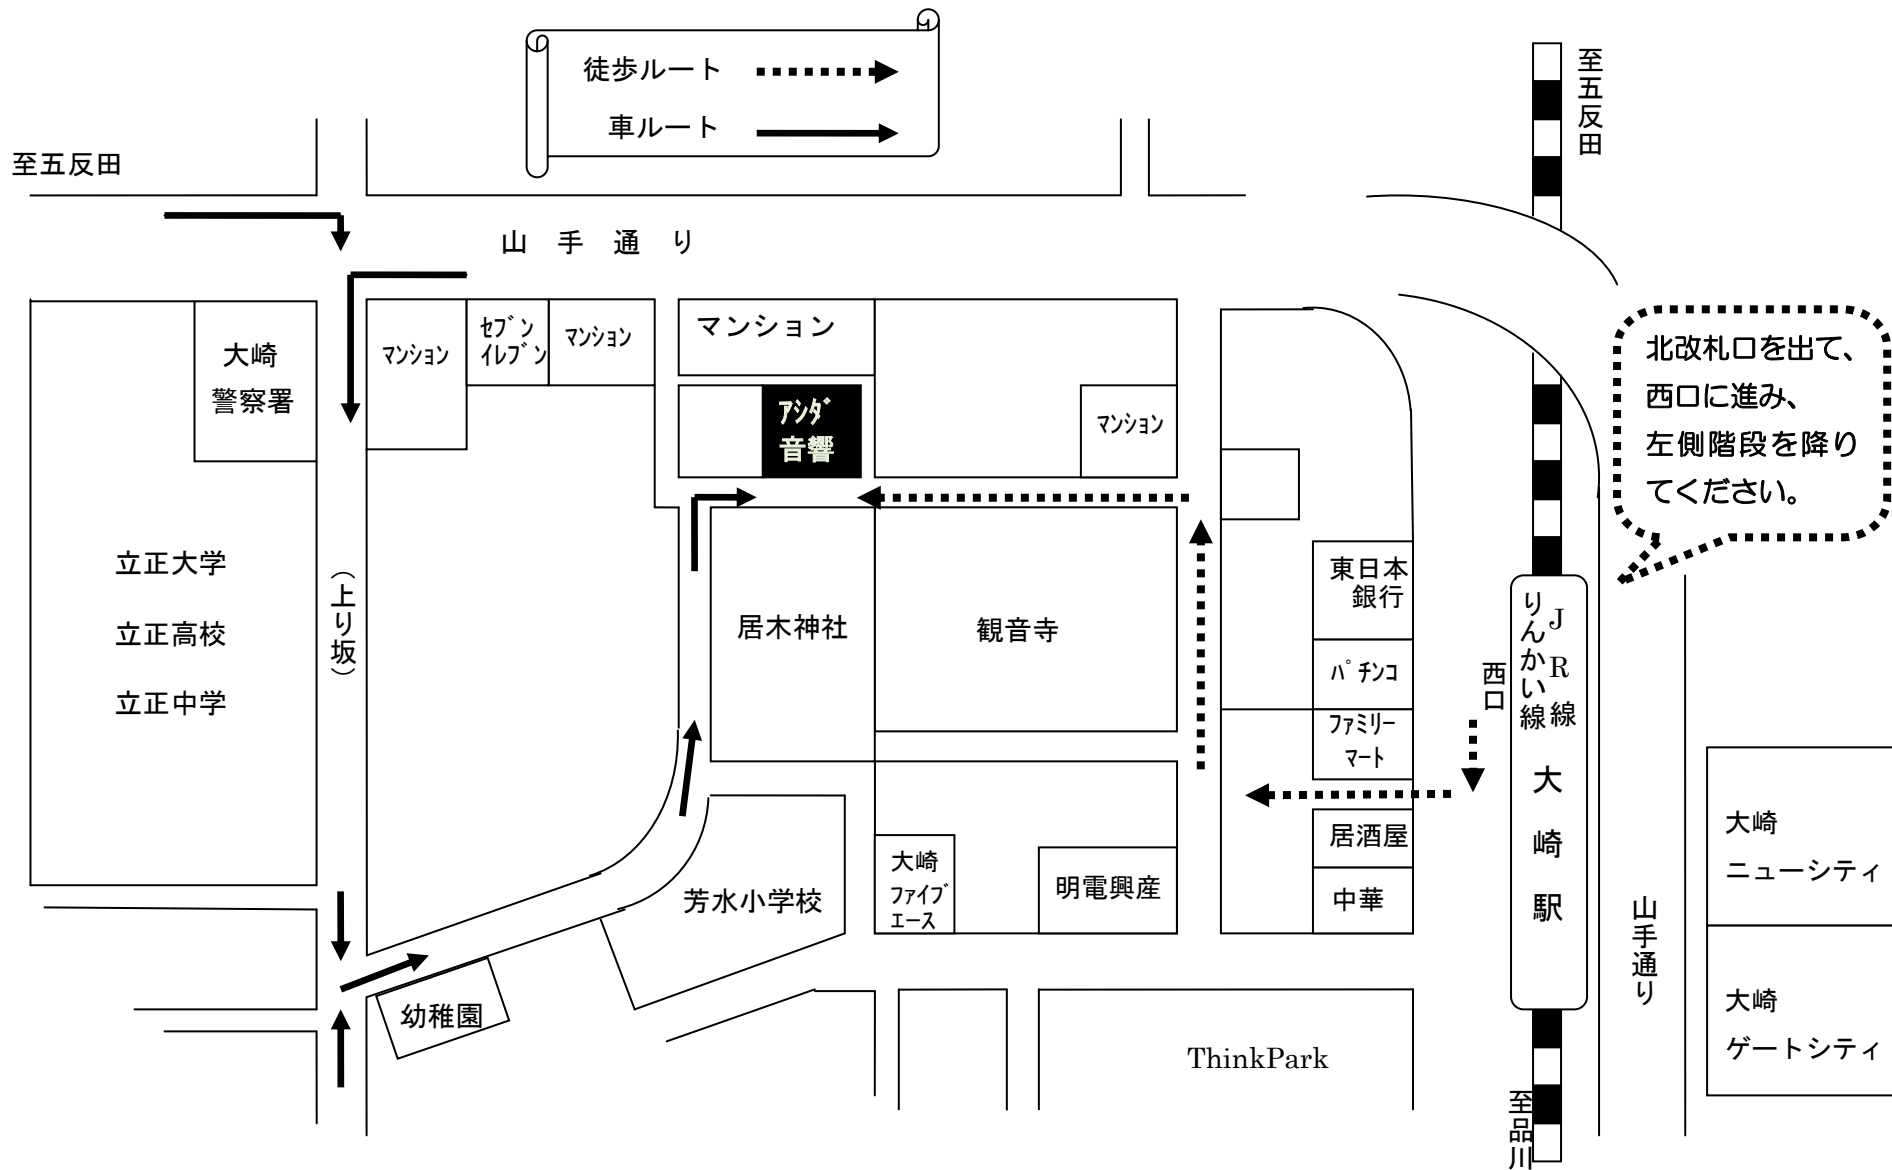 徒歩ルート
車ルート
至五反田
至五反田
山手通り
北改札口を出て、
西口に進み、
左側階段を降り
てください。
大崎
警察署
マンション
セブン
イレブン
マンション
マンション
アシダ
音響
マンション
立正大学
立正高校
立正中学
(上り坂)
居木神社
観音寺
東日本
銀行
パチンコ
ファミリー
マート
居酒屋
中華
西口
JR線
りんかい線
大崎駅
山手通り
大崎
ニューシティ
大崎
ゲートシティ
芳水小学校
大崎
ファイブ
エース
明電興産
幼稚園
ThinkPark
至品川